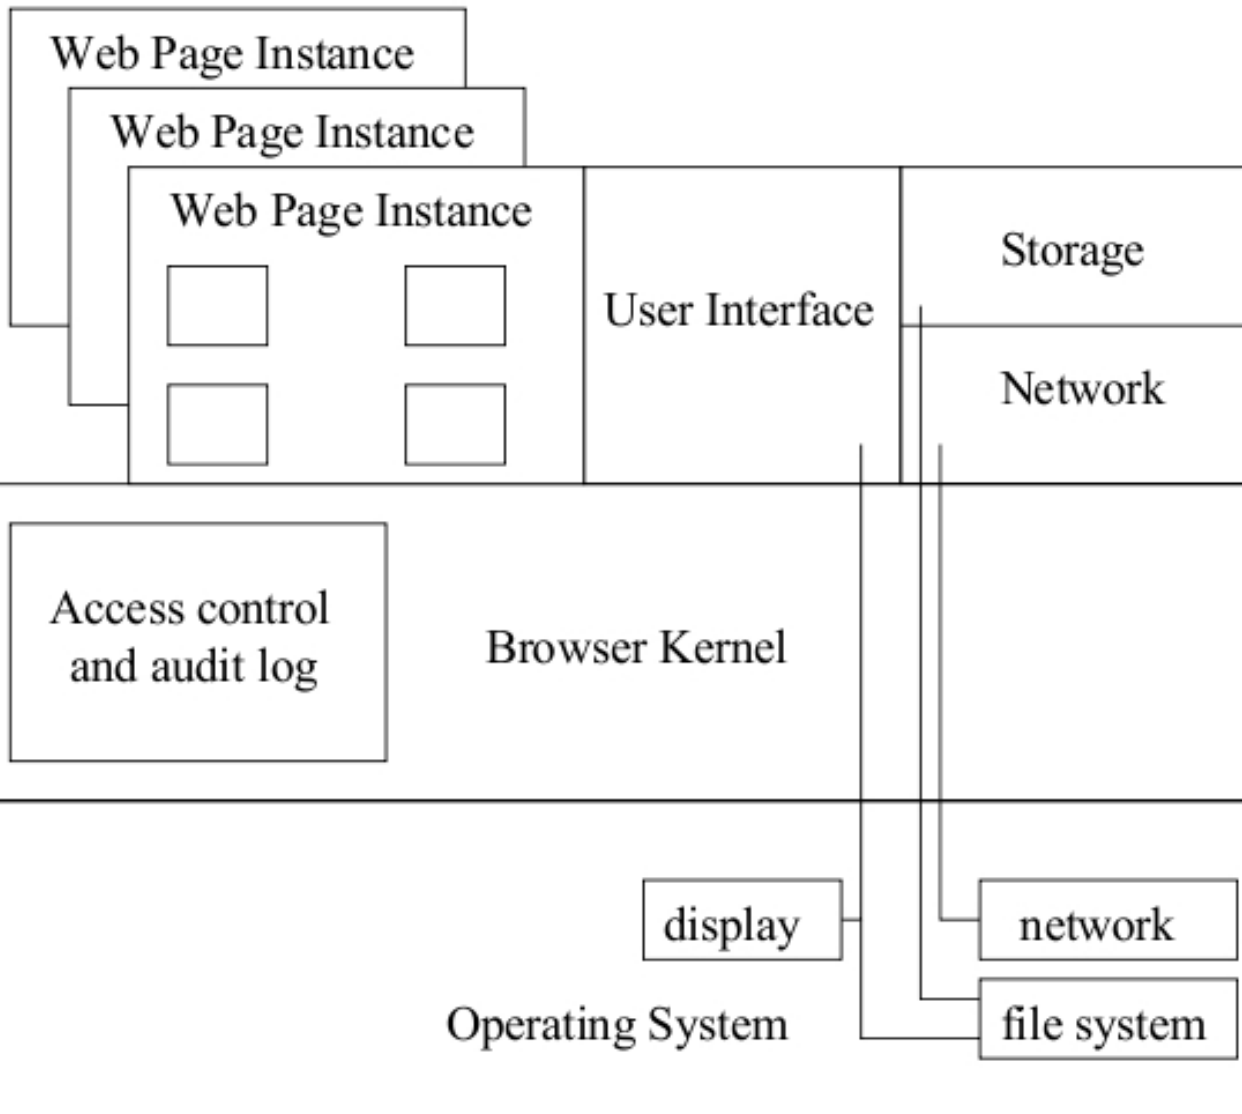 Web Page Instance
Web Page Instance
Web Page Instance
User Interface
Storage
Network
Access control
and audit log
Browser Kernel
display
network
Operating System
file system